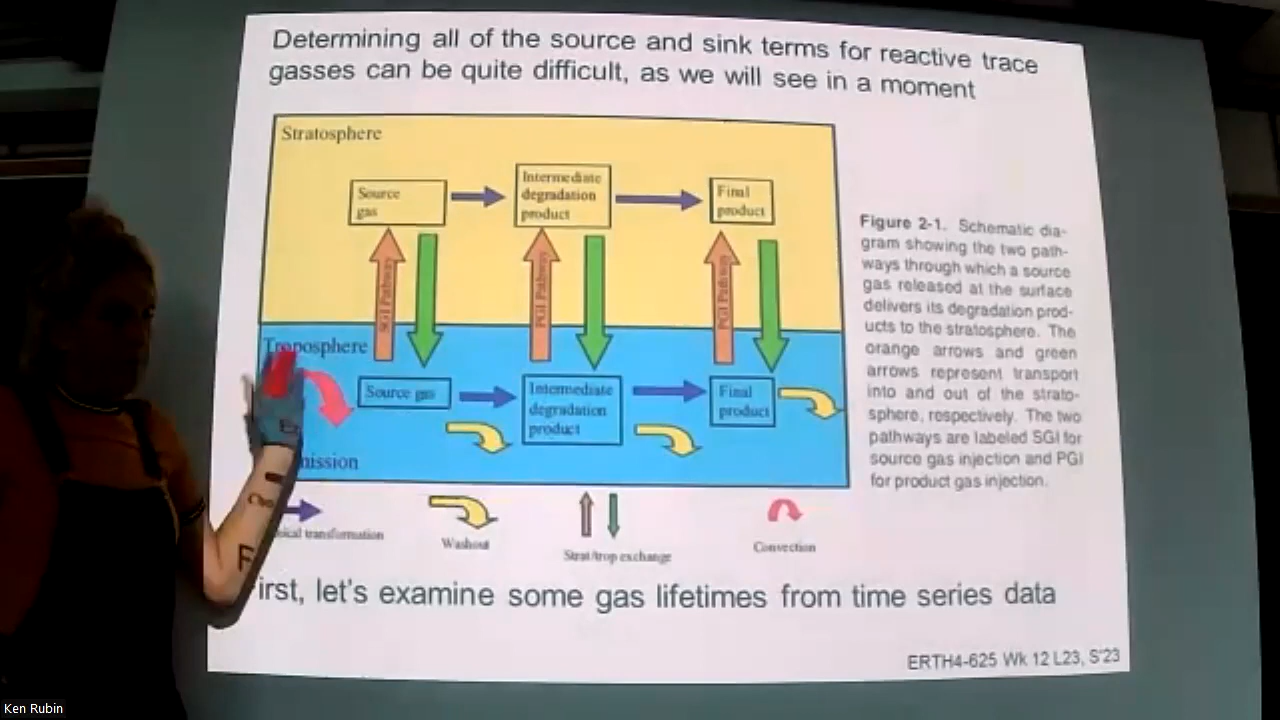 Determining all of the source and sink terms for reactive trace
gasses can be quite difficult, as we will see in a moment
Stratosphere
Source
gas
Intermediate
degradation
product
Final
product
SGI Pathway
PGI Pathway
PGI Pathway
Troposphere
Source gas
Intermediate
degradation
product
Final
product
transformation
Washout
Strat/trop exchange
Convection
Figure 2-1. Schematic dia-
gram showing the two path-
ways through which a source
gas released at the surface
delivers its degradation prod-
ucts to the stratosphere. The
orange arrows and green
arrows represent transport
into and out of the strato-
sphere, respectively. The two
pathways are labeled SGI for
source gas injection and PGI
for product gas injection.
First, let's examine some gas lifetimes from time series data
ERTH4-625 Wk 12 L23, S'23
Ken Rubin